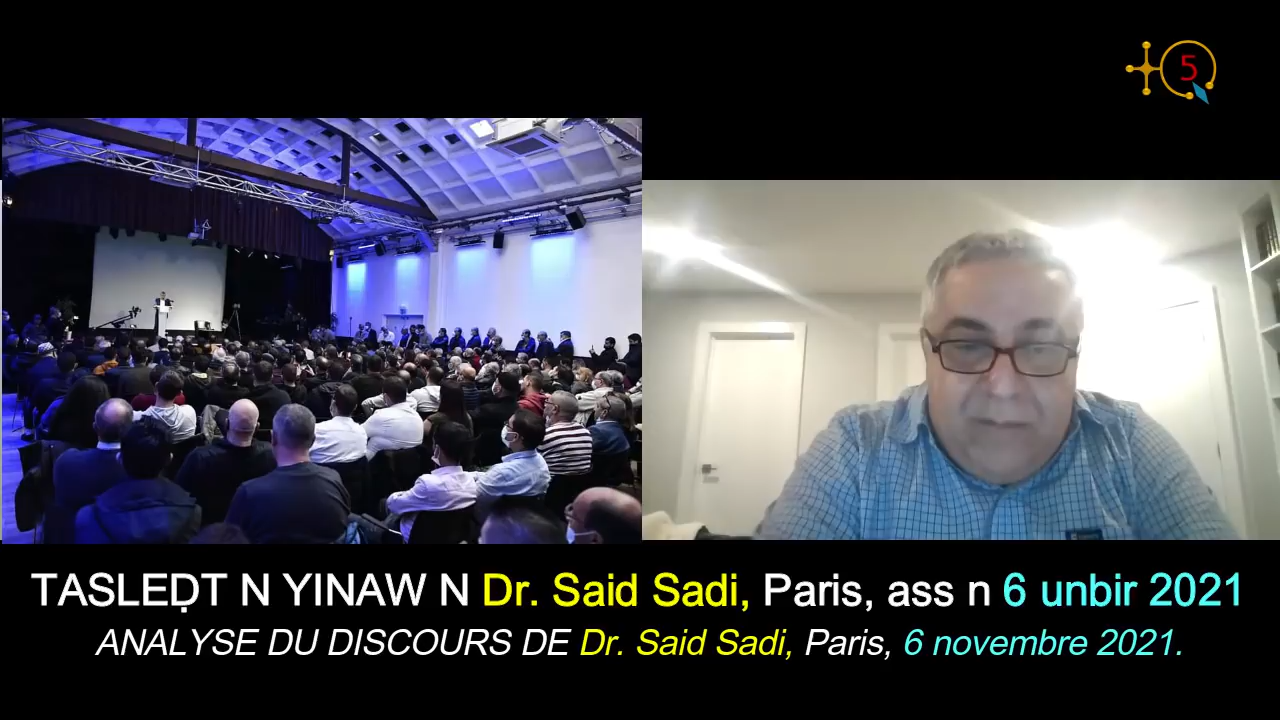 5
TASLEḌT N YINAW N Dr. Said Sadi, Paris, ass n 6 unbir 2021
ANALYSE DU DISCOURS DE Dr. Said Sadi, Paris, 6 novembre 2021.